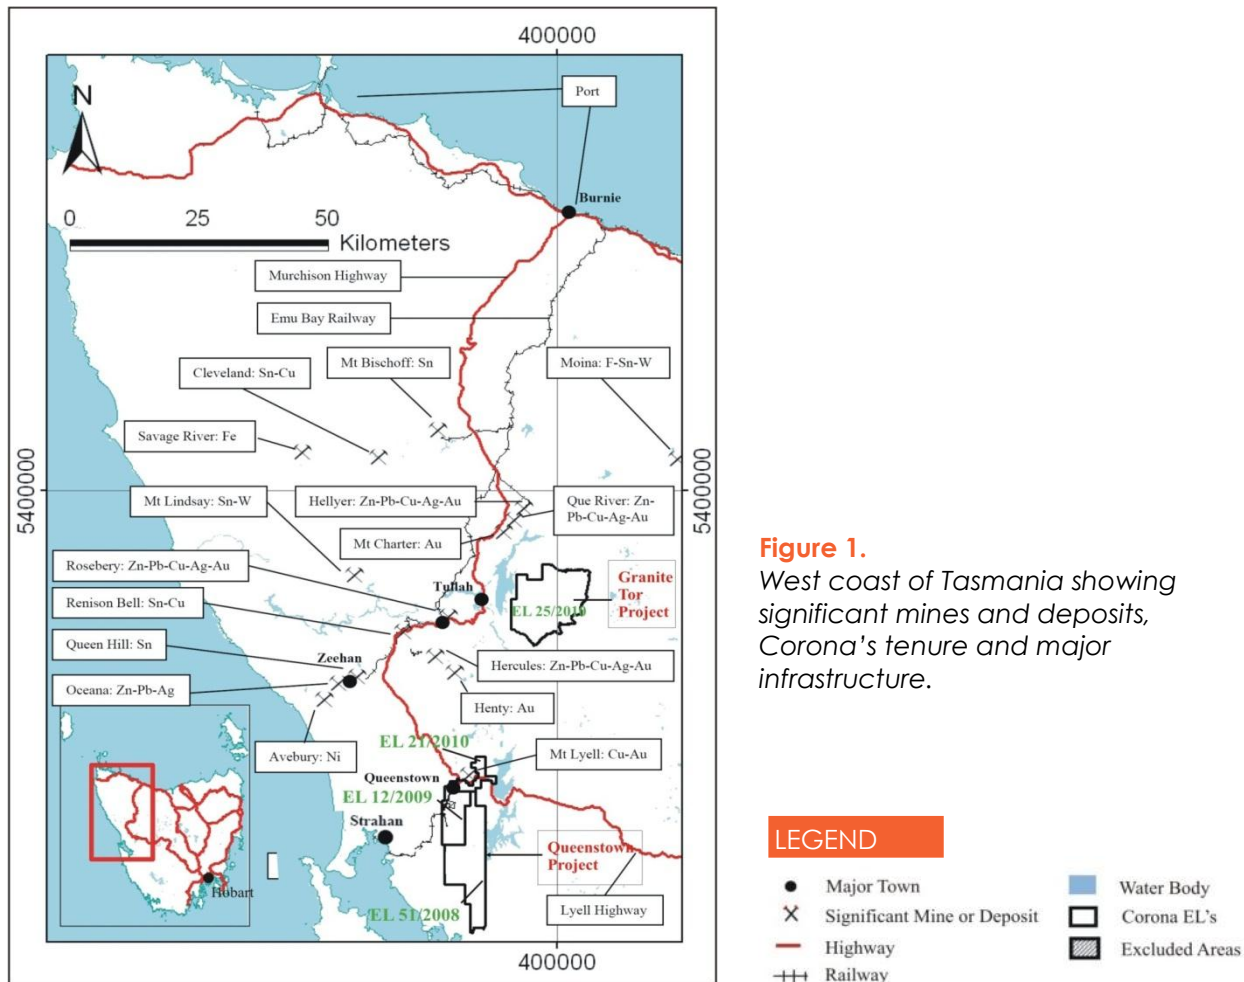 400000
N
Port
Burnie
0 25 50
Kilometers
Murchison Highway
Emu Bay Railway
Mt Bischoff: Sn
Moina: F-Sn-W
Cleveland: Sn-Cu
Savage River: Fe
5400000
5400000
Mt Lindsay: Sn-W
Hellyer: Zn-Pb-Cu-Ag-Au
Que River: Zn-
Pb-Cu-Ag-Au
Mt Charter: Au
Rosebery: Zn-Pb-Cu-Ag-Au
Tullah
Granite
Tor
Project
EL 25/2010
Renison Bell: Sn-Cu
Queen Hill: Sn
Zeehan
Hercules: Zn-Pb-Cu-Ag-Au
Oceana: Zn-Pb-Ag
Henty: Au
Avebury: Ni
EL 21/2010
Mt Lyell: Cu-Au
Queenstown
EL 12/2009
Strahan
Queenstown
Project
Hobart
EL 51/2008
Lyell Highway
400000
Figure 1.
West coast of Tasmania showing
significant mines and deposits,
Corona's tenure and major
infrastructure.
LEGEND
Major Town
Significant Mine or Deposit
Highway
Railway
Water Body
Corona EL's
Excluded Areas